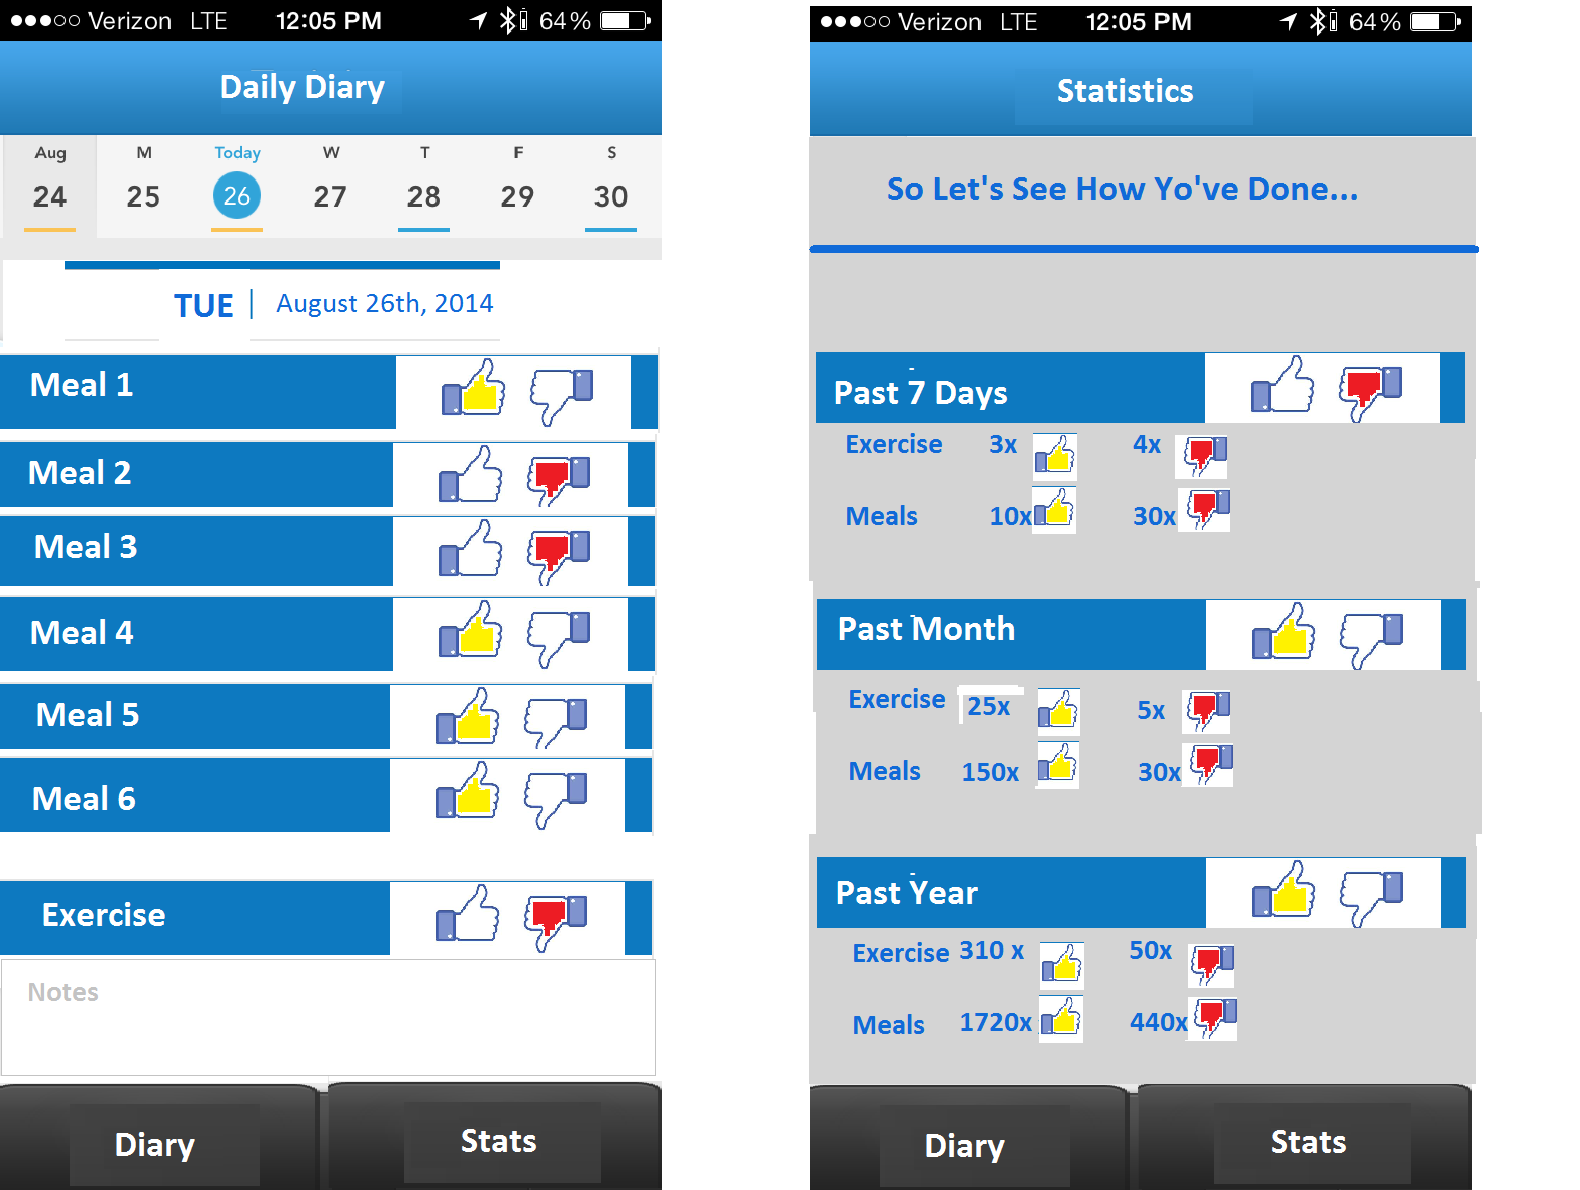 Verizon LTE 12:05 PM 64%
Daily Diary
Aug M Today W T F S
24 25 26 27 28 29 30
TUE | August 26th, 2014
Meal 1
Meal 2
Meal 3
Meal 4
Meal 5
Meal 6
Exercise
Notes
Diary Stats
Verizon LTE 12:05 PM 64%
Statistics
So Let's See How Yo've Done...
Past 7 Days
Exercise 3x 4x
Meals 10x 30x
Past Month
Exercise 25x 5x
Meals 150x 30x
Past Year
Exercise 310 x 50x
Meals 1720x 440x
Diary Stats